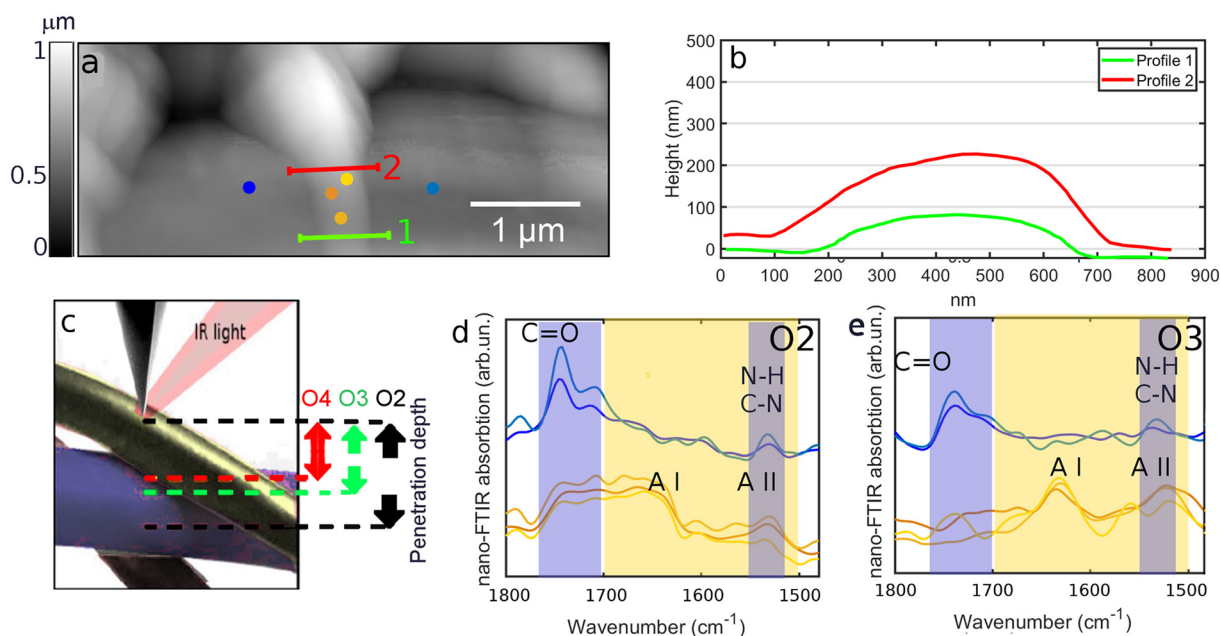 μm
1
0.5
0
a
2
1
1 μm
b
Profile 1
Profile 2
Height (nm)
500
400
300
200
100
0
0 100 200 300 400 500 600 700 800 900
nm
c
IR light
O4 O3 O2
Penetration depth
d
C=O
O2
N-H
C-N
A I
A II
nano-FTIR absorption (arb.un.)
1800 1700 1600 1500
Wavenumber (cm⁻¹)
e
C=O
O3
N-H
C-N
A I
A II
nano-FTIR absorption (arb.un.)
1800 1700 1600 1500
Wavenumber (cm⁻¹)